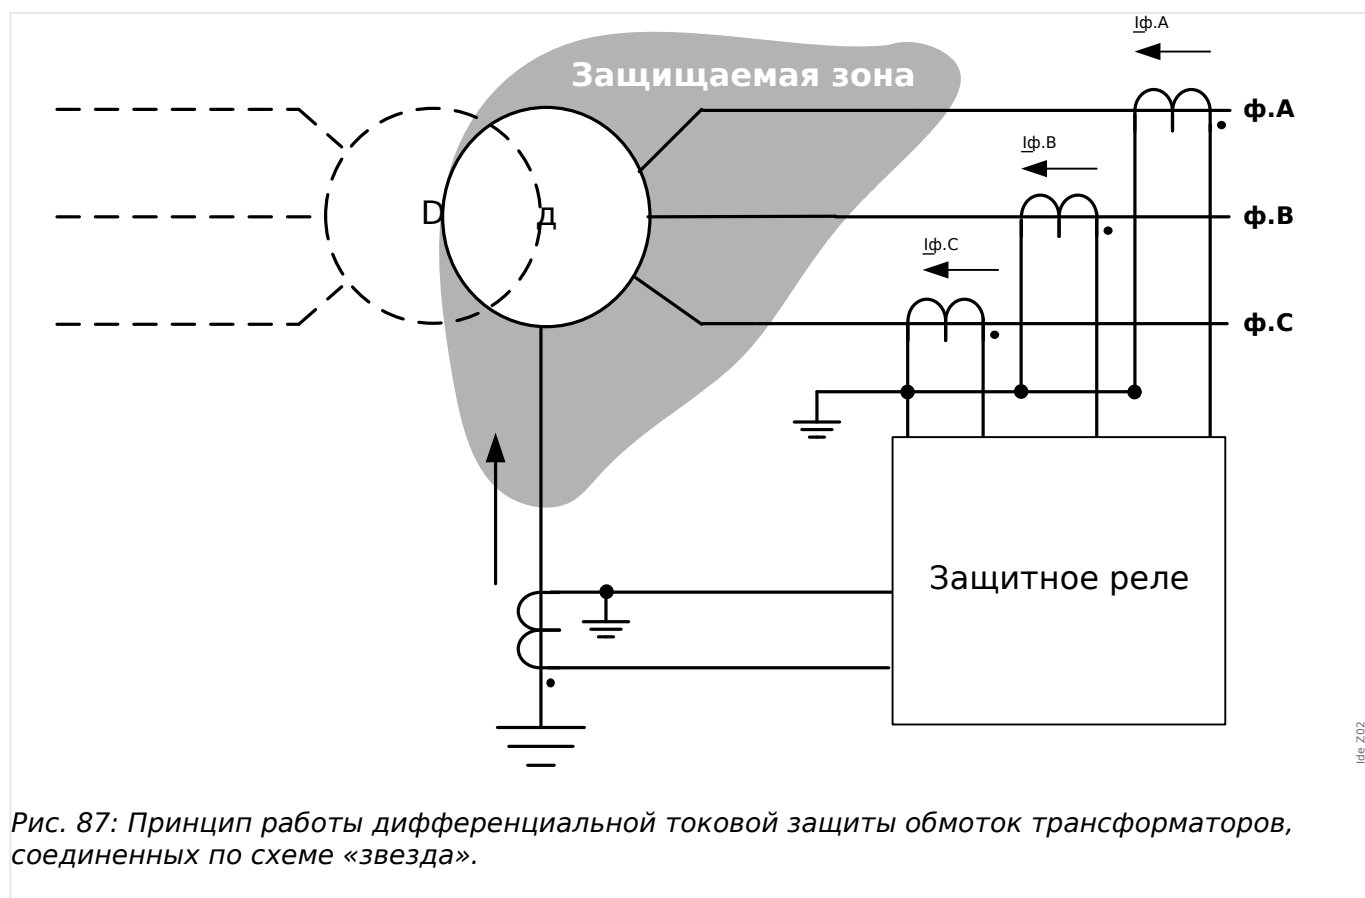 Iф.A
Защищаемая зона
ф.A
Iф.B
D
д
ф.B
Iф.C
ф.C
Защитное реле
Ide Z02
Рис. 87: Принцип работы дифференциальной токовой защиты обмоток трансформаторов,
соединенных по схеме «звезда».